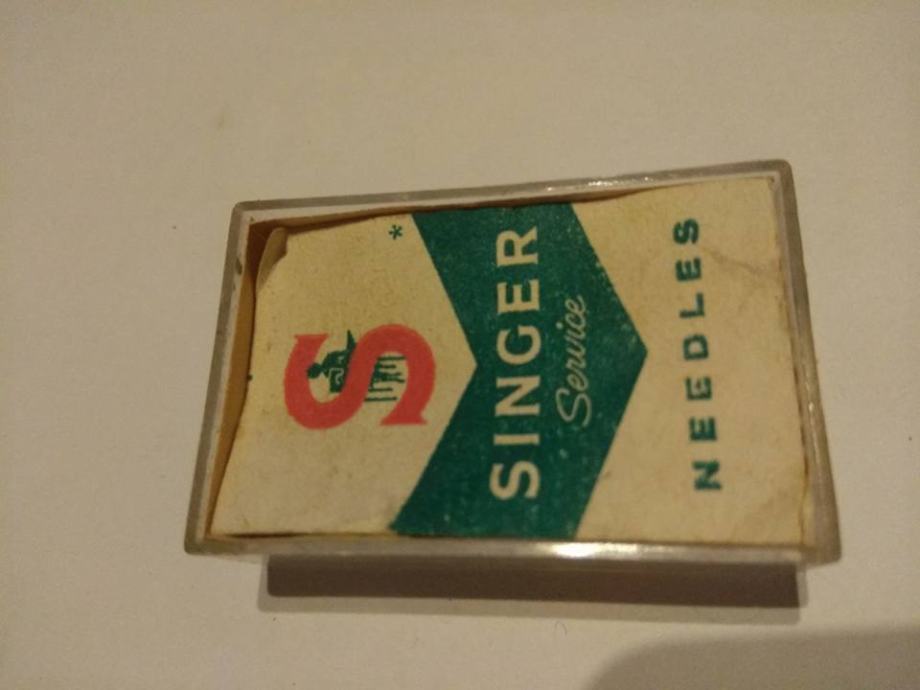 S
*
SINGER
Service
NEEDLES